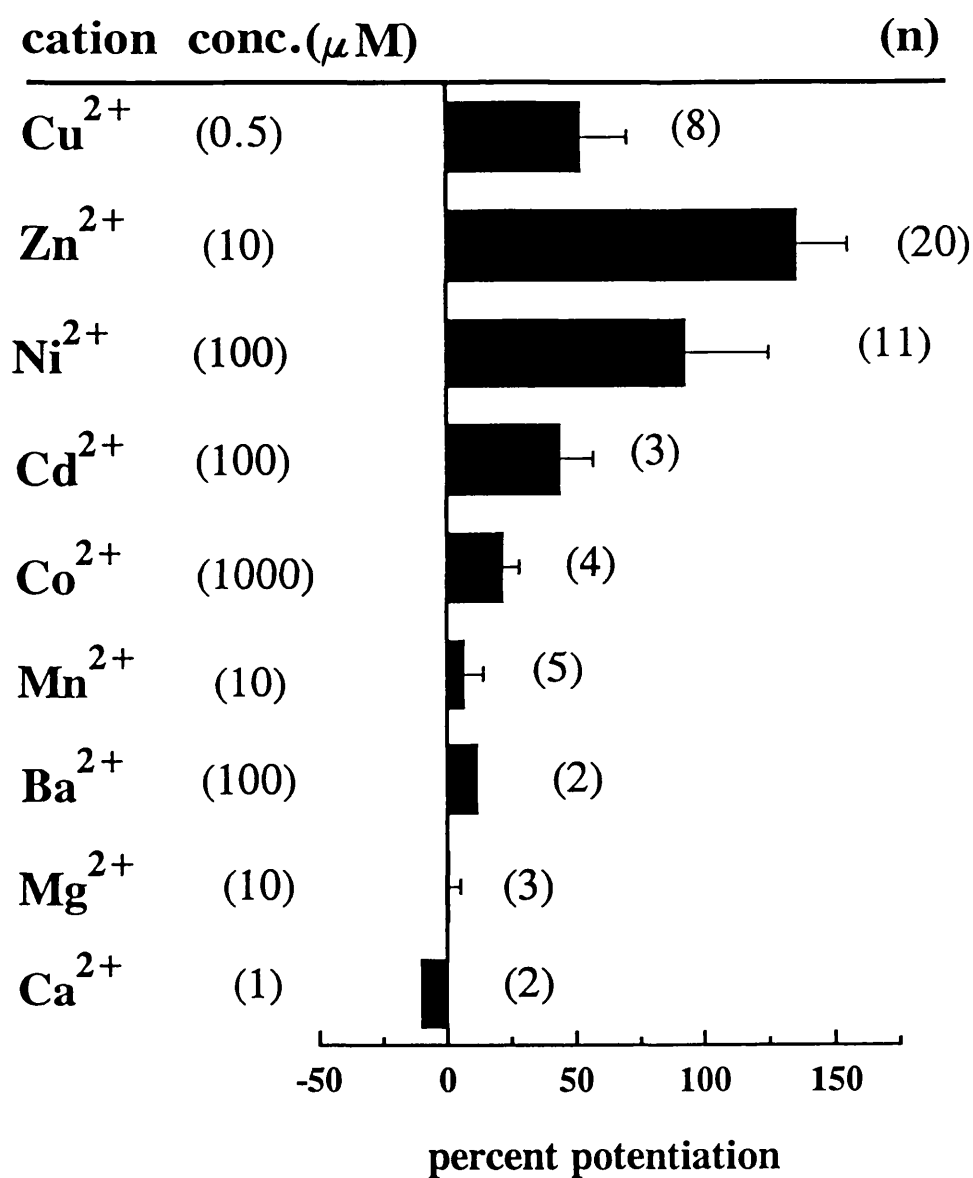 cation conc.(μM) (n)
Cu2+ (0.5) (8)
Zn2+ (10) (20)
Ni2+ (100) (11)
Cd2+ (100) (3)
Co2+ (1000) (4)
Mn2+ (10) (5)
Ba2+ (100) (2)
Mg2+ (10) (3)
Ca2+ (1) (2)
-50 0 50 100 150
percent potentiation